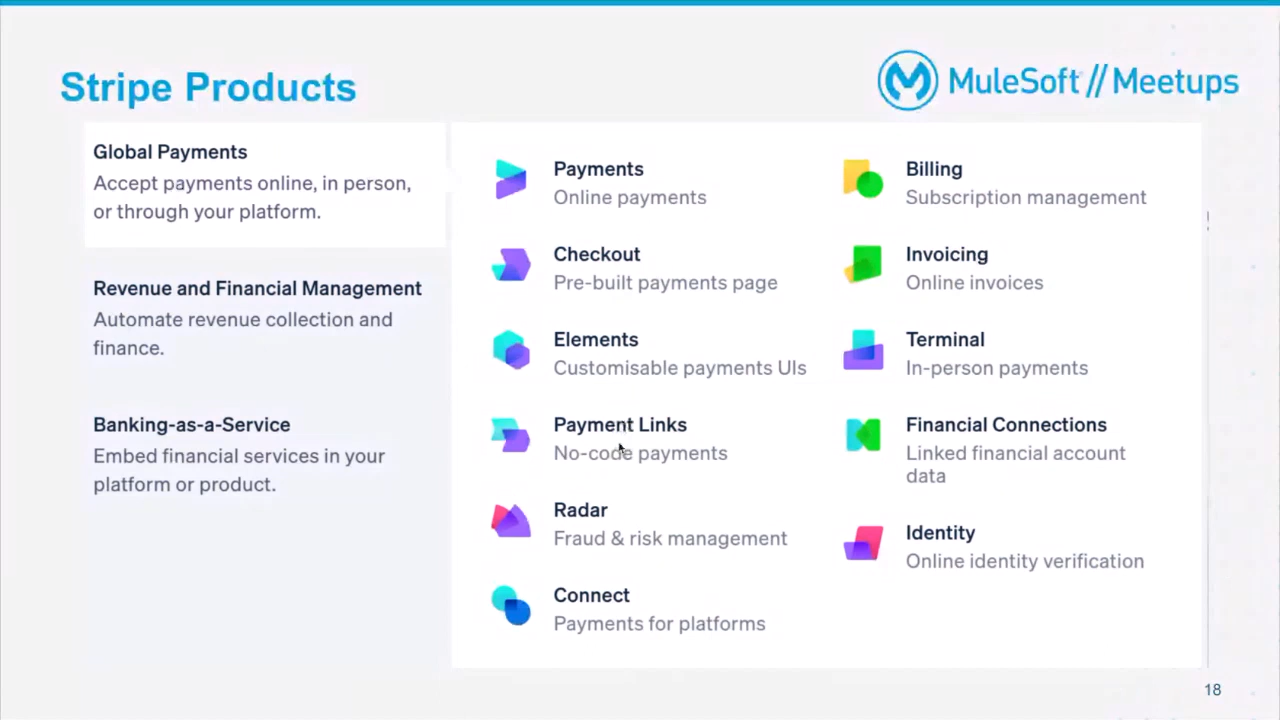 Stripe Products
MuleSoft // Meetups
Global Payments
Accept payments online, in person,
or through your platform.
Revenue and Financial Management
Automate revenue collection and
finance.
Banking-as-a-Service
Embed financial services in your
platform or product.
Payments
Online payments
Checkout
Pre-built payments page
Elements
Customisable payments UIs
Payment Links
No-code payments
Radar
Fraud & risk management
Connect
Payments for platforms
Billing
Subscription management
Invoicing
Online invoices
Terminal
In-person payments
Financial Connections
Linked financial account
data
Identity
Online identity verification
18